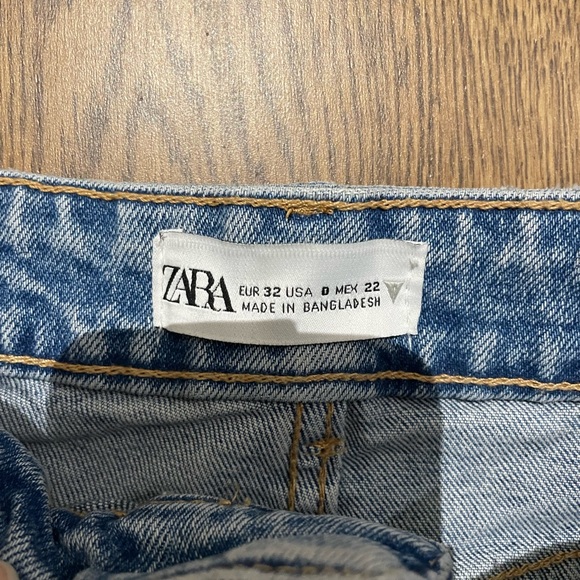 ZARA
EUR 32 USA 0 MEX 22
MADE IN BANGLADESH